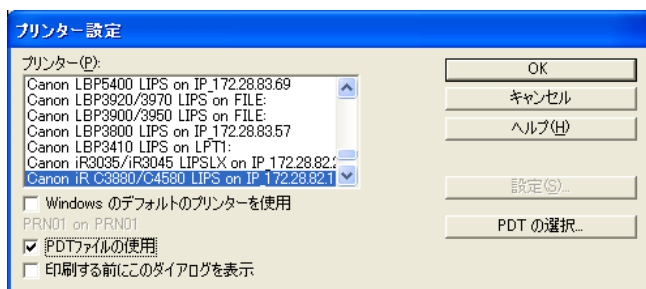 プリンター設定
プリンター(P):
Canon LBP5400 LIPS on IP_172.28.83.69
Canon LBP3920/3970 LIPS on FILE:
Canon LBP3900/3950 LIPS on FILE:
Canon LBP3800 LIPS on IP_172.28.83.57
Canon LBP3410 LIPS on LPT1:
Canon iR3035/iR3045 LIPSLX on IP_172.28.82.
Canon iR C3880/C4580 LIPS on IP_172.28.82.1
Windows のデフォルトのプリンターを使用
PRN01 on PRN01
PDTファイルの使用
印刷する前にこのダイアログを表示
OK
キャンセル
ヘルプ(H)
設定(S)...
PDT の選択...